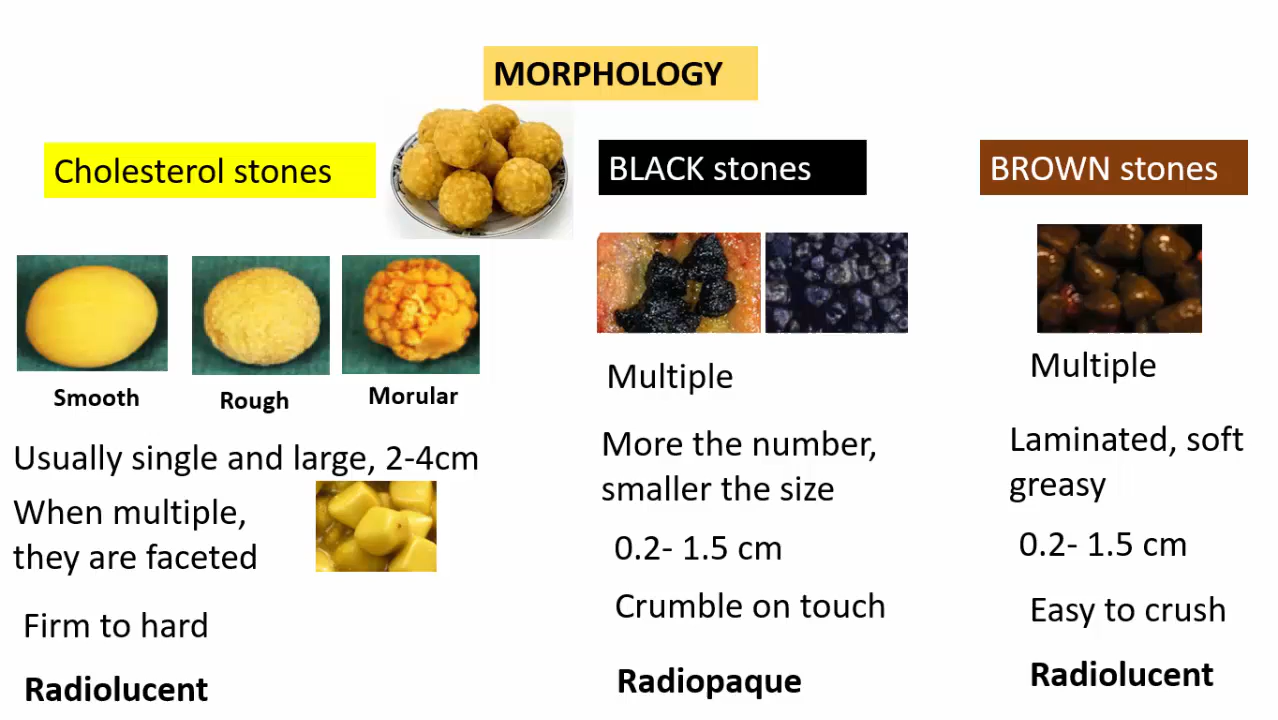 MORPHOLOGY
Cholesterol stones
Smooth
Rough
Morular
Usually single and large, 2-4cm
When multiple,
they are faceted
Firm to hard
Radiolucent
BLACK stones
Multiple
More the number,
smaller the size
0.2- 1.5 cm
Crumble on touch
Radiopaque
BROWN stones
Multiple
Laminated, soft
greasy
0.2- 1.5 cm
Easy to crush
Radiolucent